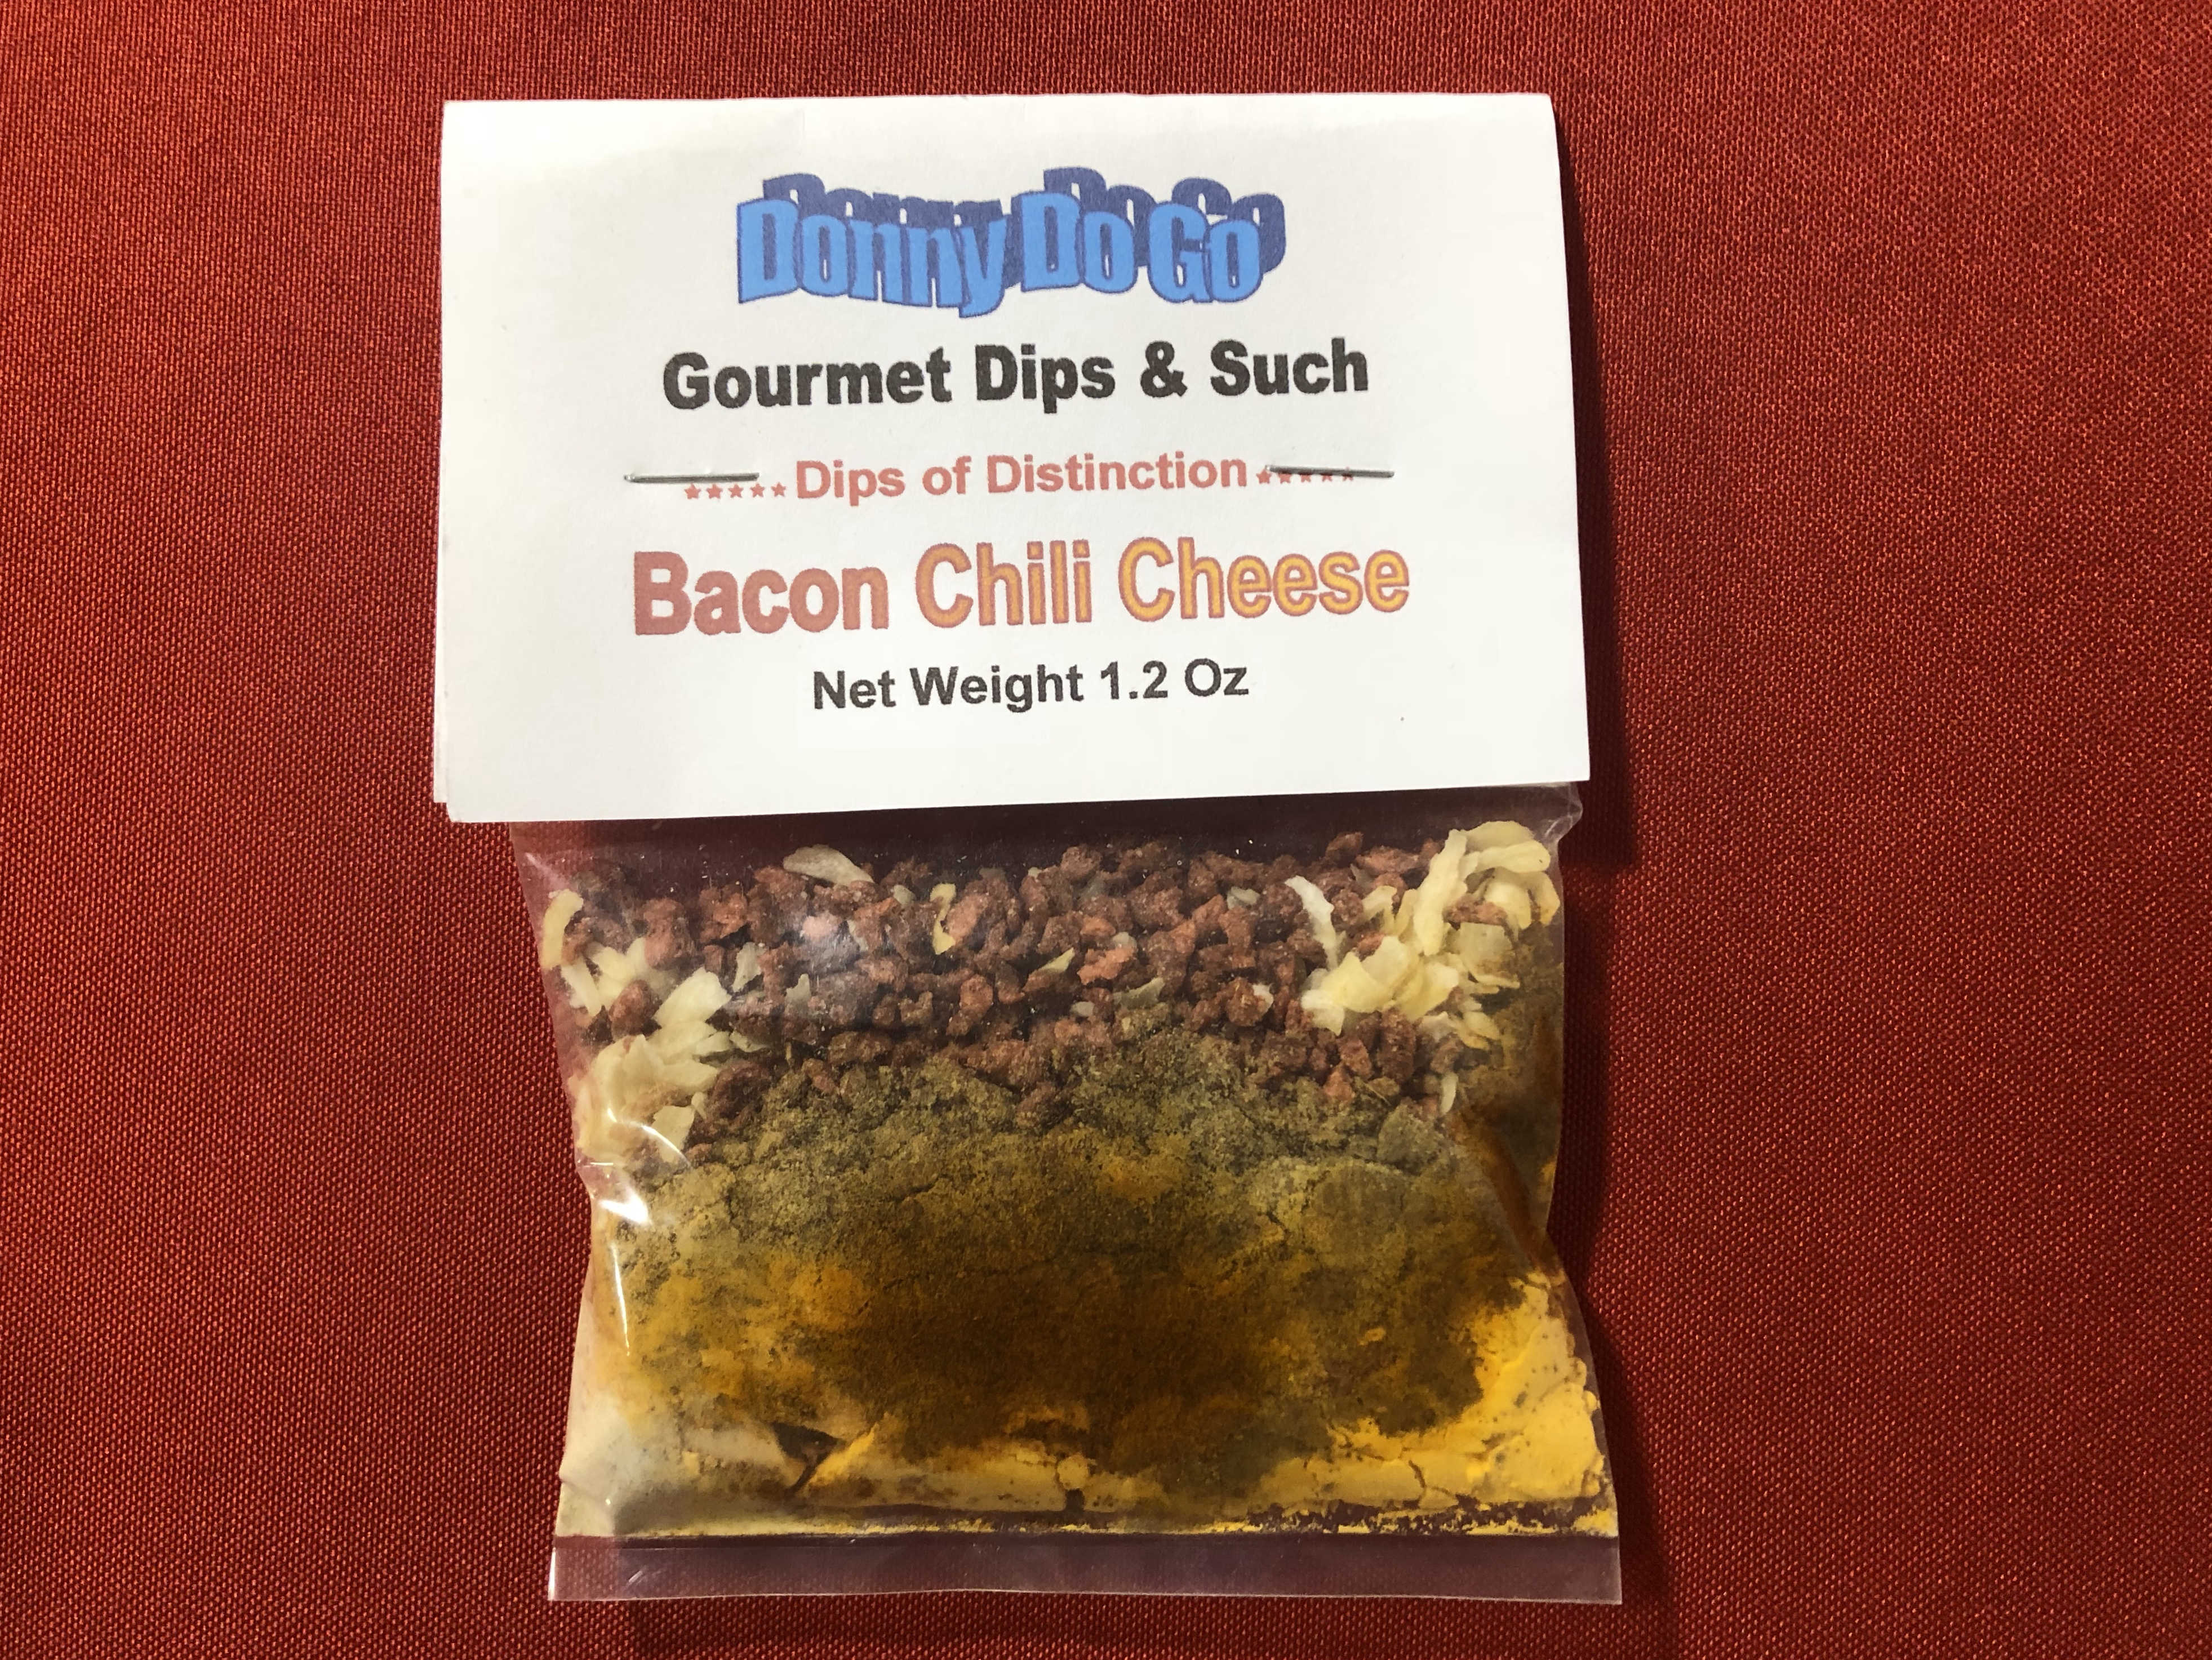 Donny Do Go
Gourmet Dips & Such
★★★★★Dips of Distinction★★★★★
Bacon Chili Cheese
Net Weight 1.2 Oz